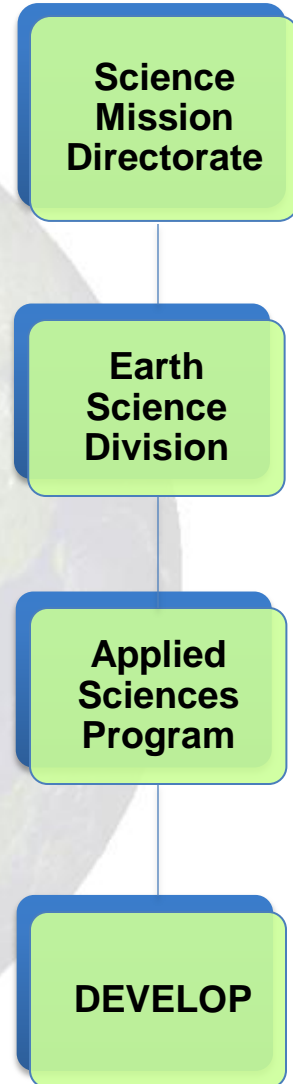 Science
Mission
Directorate
Earth
Science
Division
Applied
Sciences
Program
DEVELOP